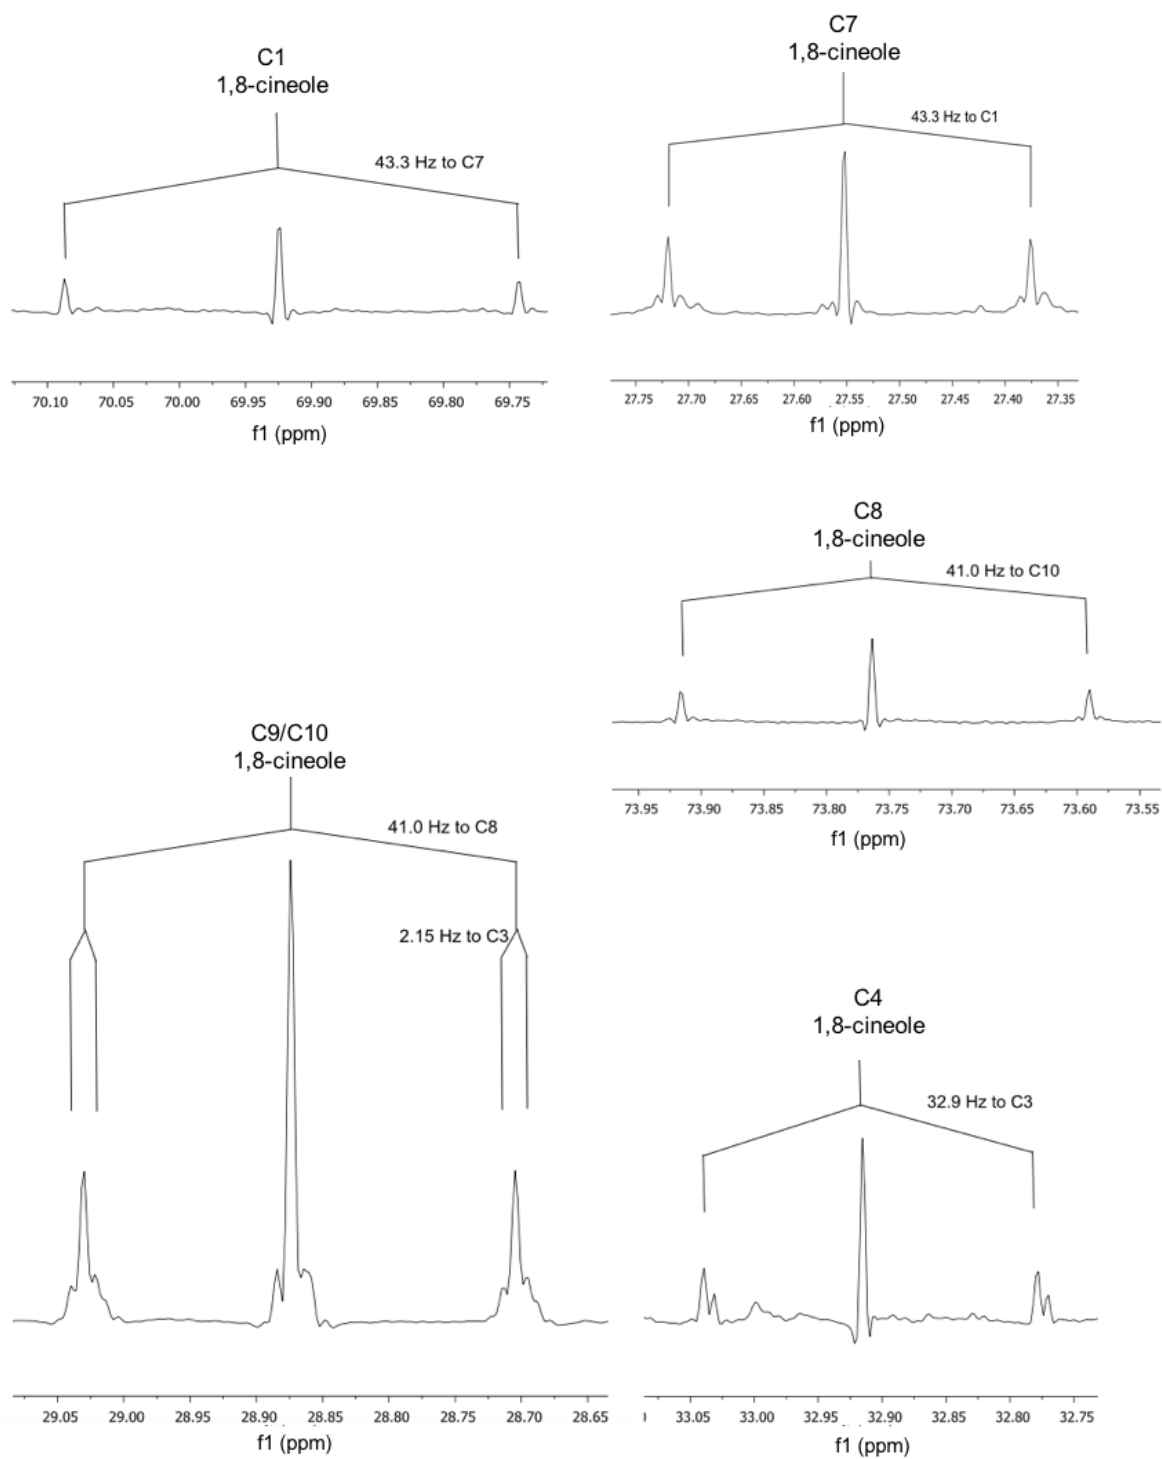 C1
1,8-cineole
43.3 Hz to C7
70.10 70.05 70.00 69.95 69.90 69.85 69.80 69.75
f1 (ppm)
C7
1,8-cineole
43.3 Hz to C1
27.75 27.70 27.65 27.60 27.55 27.50 27.45 27.40 27.35
f1 (ppm)
C8
1,8-cineole
41.0 Hz to C10
73.95 73.90 73.85 73.80 73.75 73.70 73.65 73.60 73.55
f1 (ppm)
C9/C10
1,8-cineole
41.0 Hz to C8
2.15 Hz to C3
29.05 29.00 28.95 28.90 28.85 28.80 28.75 28.70 28.65
f1 (ppm)
C4
1,8-cineole
32.9 Hz to C3
33.05 33.00 32.95 32.90 32.85 32.80 32.75
f1 (ppm)